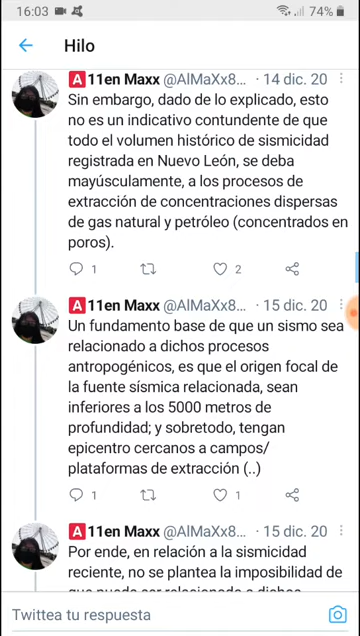 16:03 74%
Hilo
A 11en Maxx @AlMaXx8... · 14 dic. 20
Sin embargo, dado de lo explicado, esto
no es un indicativo contundente de que
todo el volumen histórico de sismicidad
registrada en Nuevo León, se deba
mayúsculamente, a los procesos de
extracción de concentraciones dispersas
de gas natural y petróleo (concentrados en
poros).
1 2
A 11en Maxx @AlMaXx8... · 15 dic. 20
Un fundamento base de que un sismo sea
relacionado a dichos procesos
antropogénicos, es que el origen focal de
la fuente sísmica relacionada, sean
inferiores a los 5000 metros de
profundidad; y sobretodo, tengan
epicentro cercanos a campos/
plataformas de extracción (..)
1 1
A 11en Maxx @AlMaXx8... · 15 dic. 20
Por ende, en relación a la sismicidad
reciente, no se plantea la imposibilidad de
que pueda ser relacionada a dichos
Twittea tu respuesta